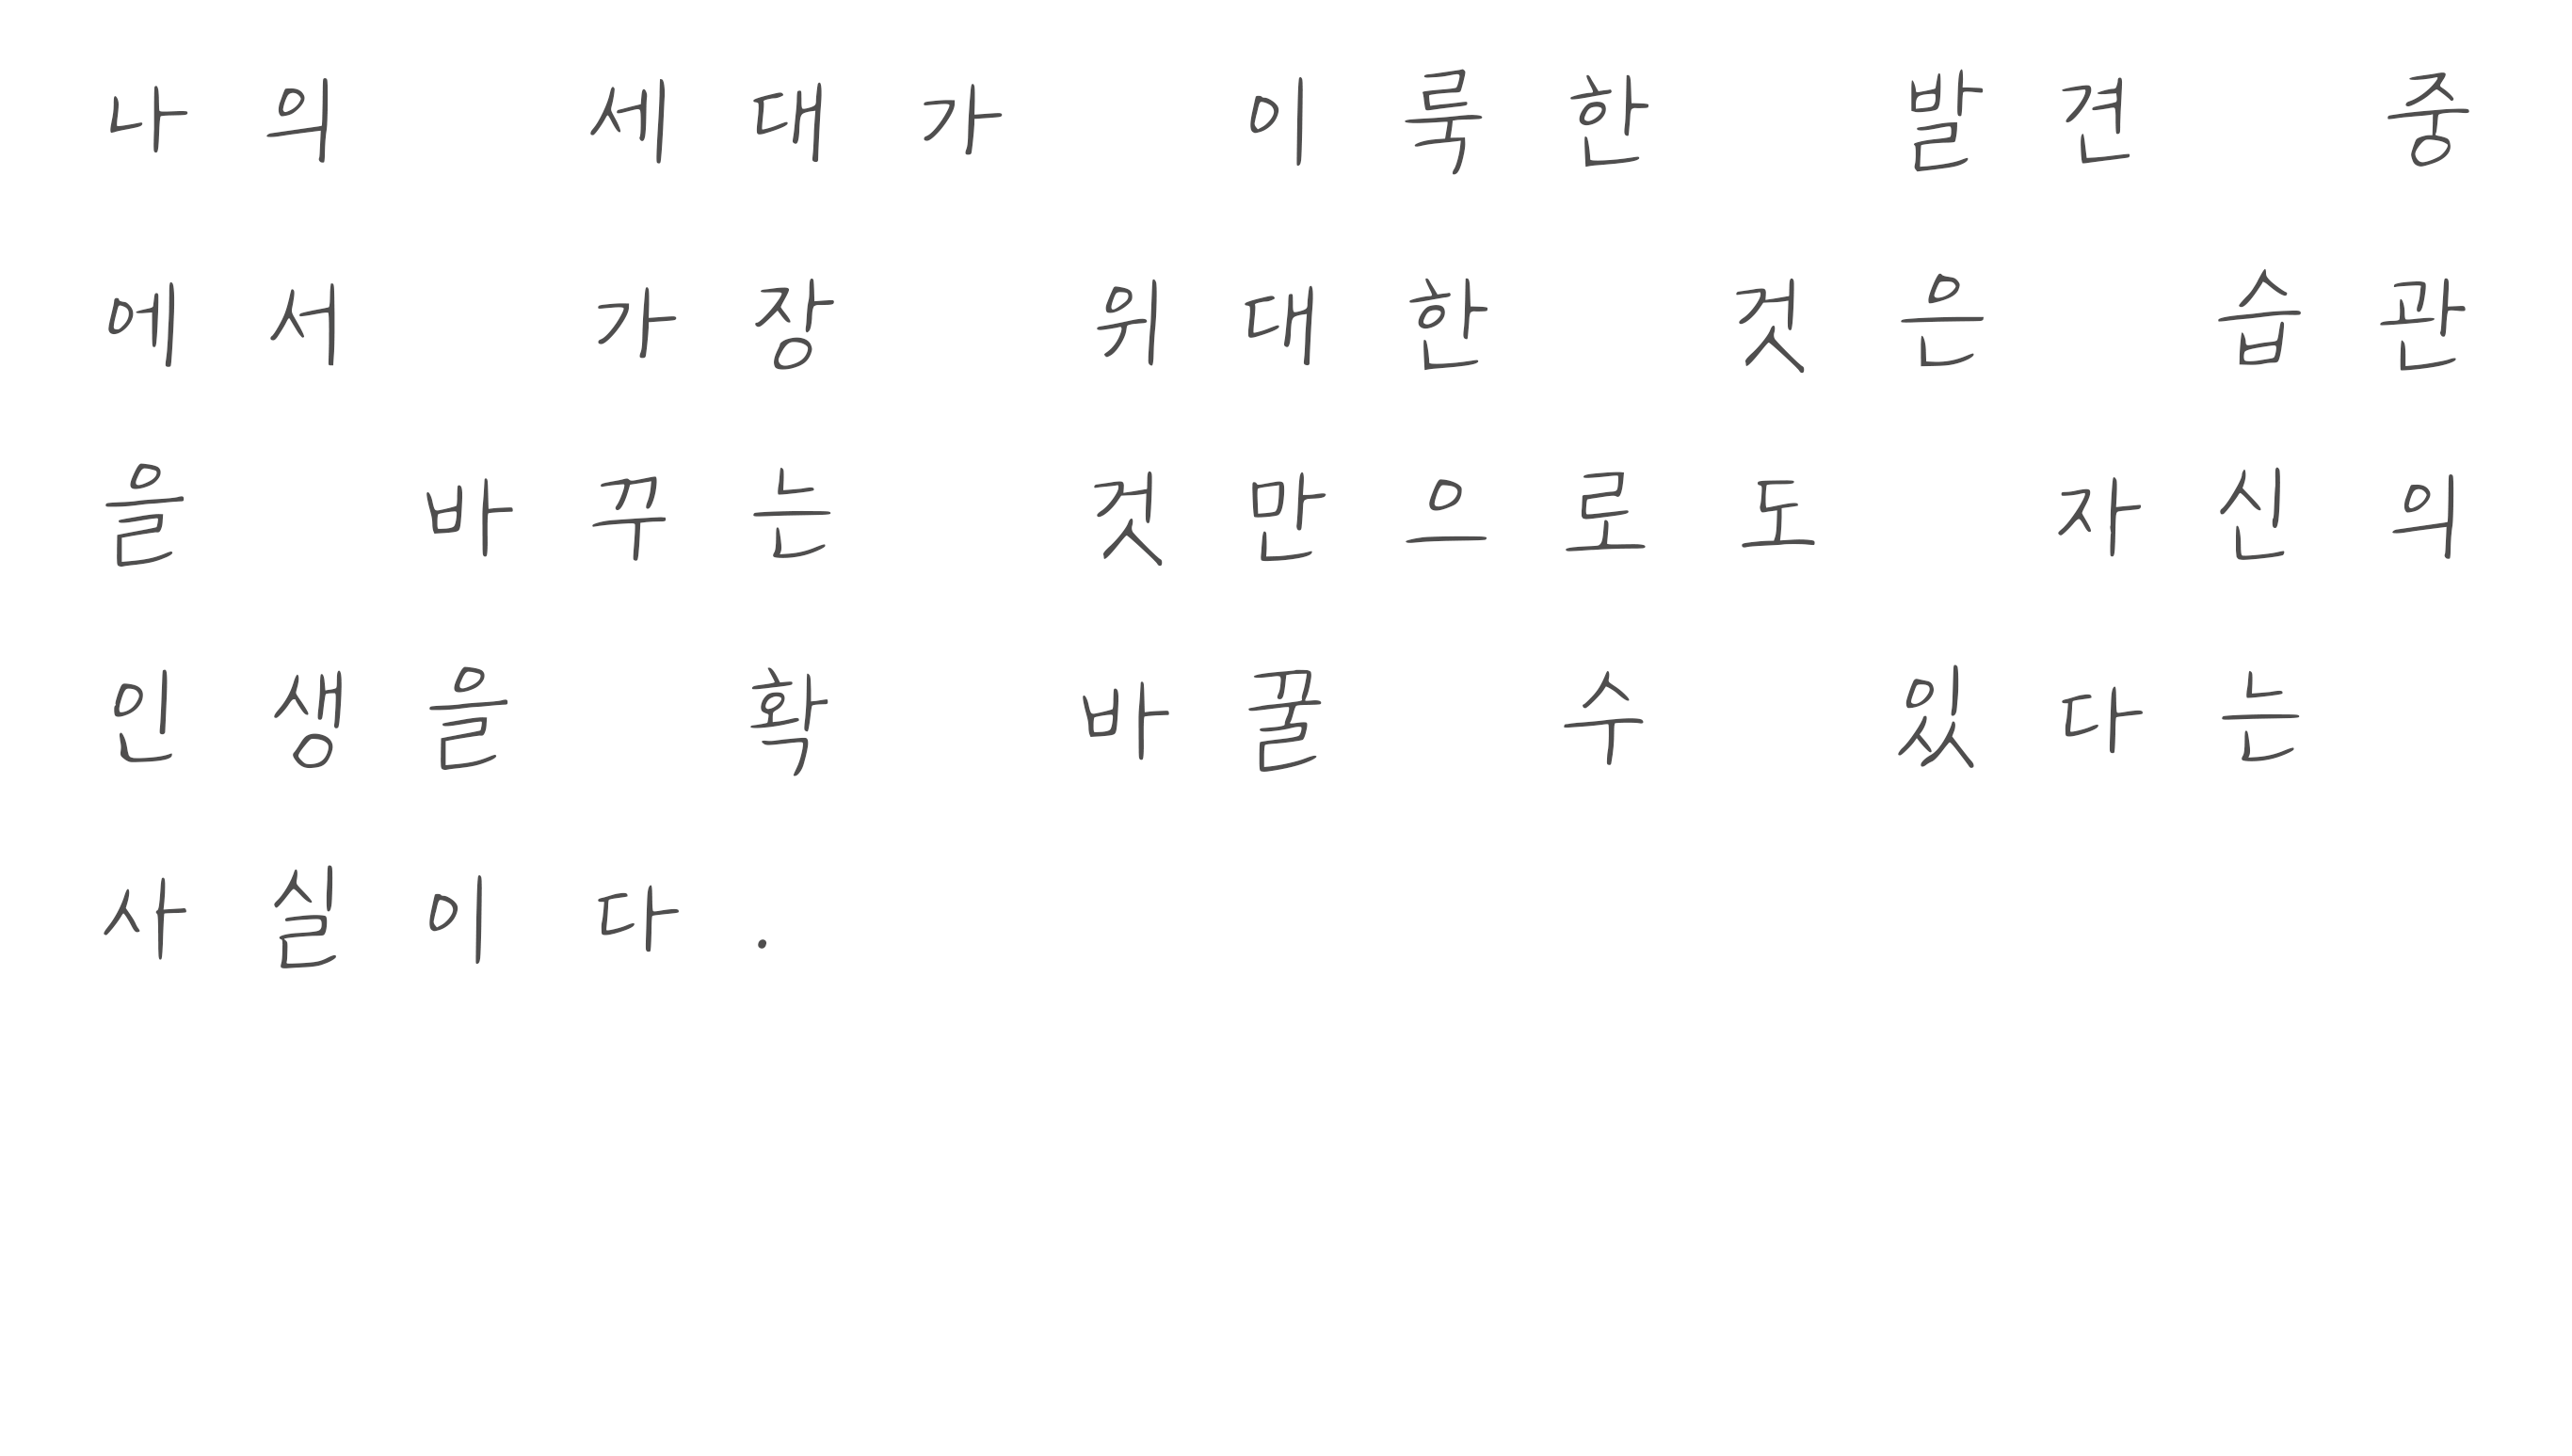 나의 세대가 이룩한 발견 중
에서 가장 위대한 것은 습관
을 바꾸는 것만으로도 자신의
인생을 확 바꿀 수 있다는
사실이다.